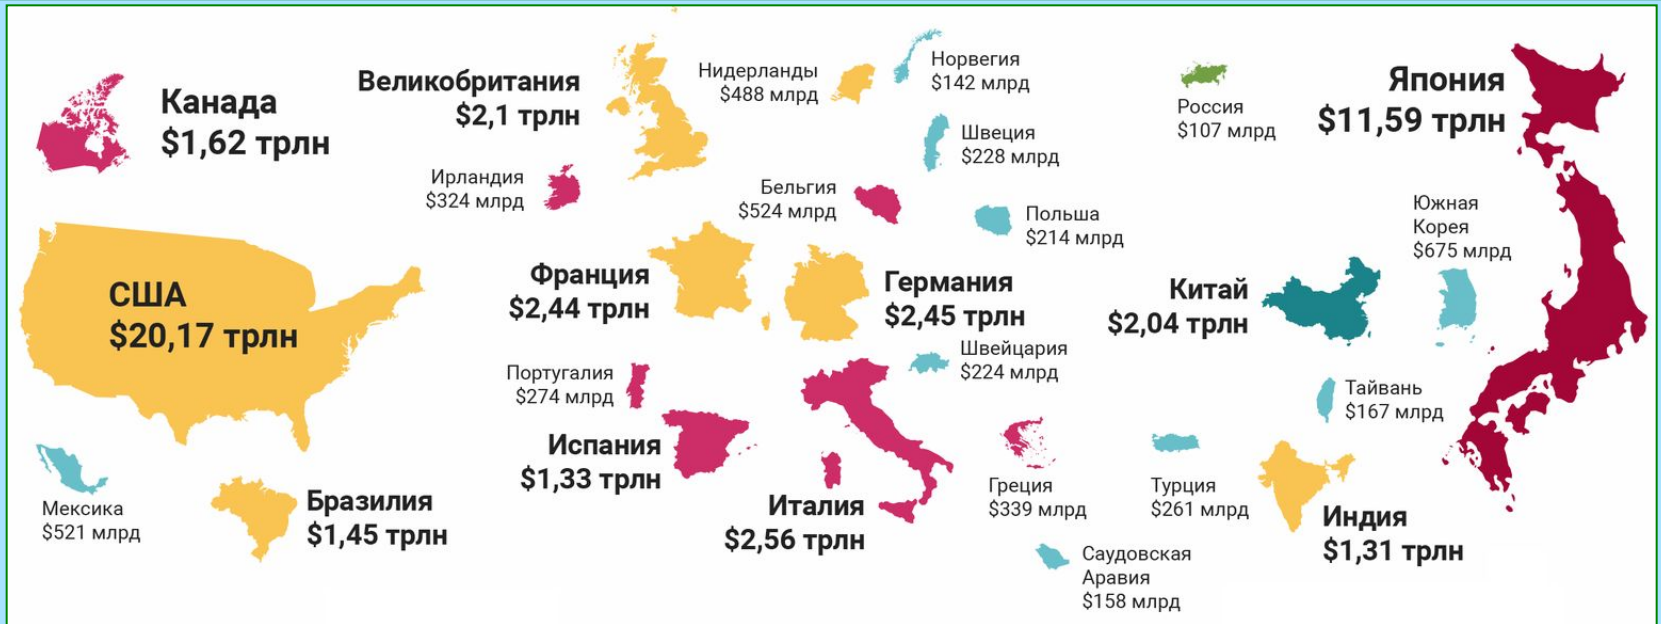 Канада
$1,62 трлн
Великобритания
$2,1 трлн
Нидерланды
$488 млрд
Норвегия
$142 млрд
Швеция
$228 млрд
Россия
$107 млрд
Япония
$11,59 трлн
Ирландия
$324 млрд
Бельгия
$524 млрд
Польша
$214 млрд
Южная
Корея
$675 млрд
США
$20,17 трлн
Франция
$2,44 трлн
Германия
$2,45 трлн
Китай
$2,04 трлн
Швейцария
$224 млрд
Португалия
$274 млрд
Тайвань
$167 млрд
Испания
$1,33 трлн
Мексика
$521 млрд
Бразилия
$1,45 трлн
Италия
$2,56 трлн
Греция
$339 млрд
Турция
$261 млрд
Индия
$1,31 трлн
Саудовская
Аравия
$158 млрд